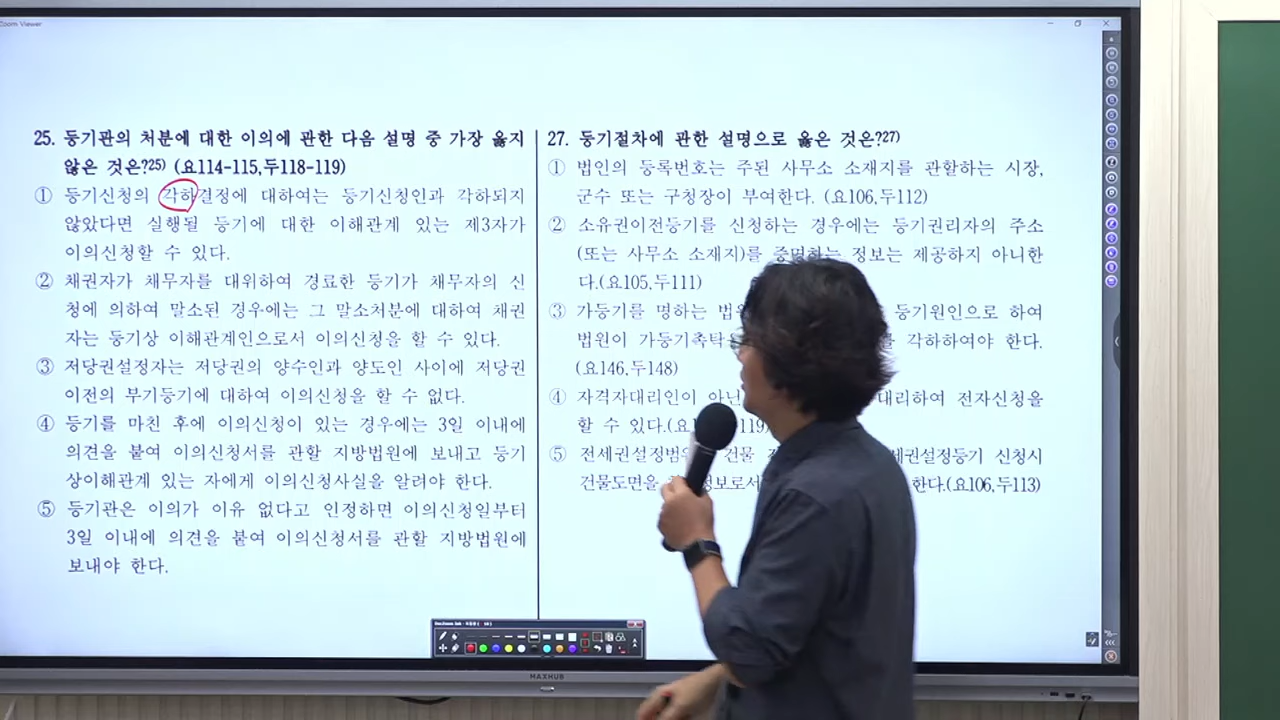 Zoom Viewer
25. 등기관의 처분에 대한 이의에 관한 다음 설명 중 가장 옳지
않은 것은?25) (요114-115,두118-119)
① 등기신청의 각하결정에 대하여는 등기신청인과 각하되지
않았다면 실행될 등기에 대한 이해관계 있는 제3자가
이의신청할 수 있다.
② 채권자가 채무자를 대위하여 경료한 등기가 채무자의 신
청에 의하여 말소된 경우에는 그 말소처분에 대하여 채권
자는 등기상 이해관계인으로서 이의신청을 할 수 있다.
③ 저당권설정자는 저당권의 양수인과 양도인 사이에 저당권
이전의 부기등기에 대하여 이의신청을 할 수 없다.
④ 등기를 마친 후에 이의신청이 있는 경우에는 3일 이내에
의견을 붙여 이의신청서를 관할 지방법원에 보내고 등기
상이해관계 있는 자에게 이의신청사실을 알려야 한다.
⑤ 등기관은 이의가 이유 없다고 인정하면 이의신청일부터
3일 이내에 의견을 붙여 이의신청서를 관할 지방법원에
보내야 한다.
27. 등기절차에 관한 설명으로 옳은 것은?27)
① 법인의 등록번호는 주된 사무소 소재지를 관할하는 시장,
군수 또는 구청장이 부여한다. (요106,두112)
② 소유권이전등기를 신청하는 경우에는 등기권리자의 주소
(또는 사무소 소재지)를 증명하는 정보는 제공하지 아니한
다.(요105,두111)
③ 가등기를 명하는 등기원인으로 하여
법원이 가등기촉탁 를 각하하여야 한다.
(요146,두148)
④ 자격자대리인이 아닌 대리하여 전자신청을
할 수 있다. 119)
⑤ 전세권설정범위 건물 전세권설정등기 신청시
건물도면을 정보로서 한다.(요106,두113)
MAXHUB